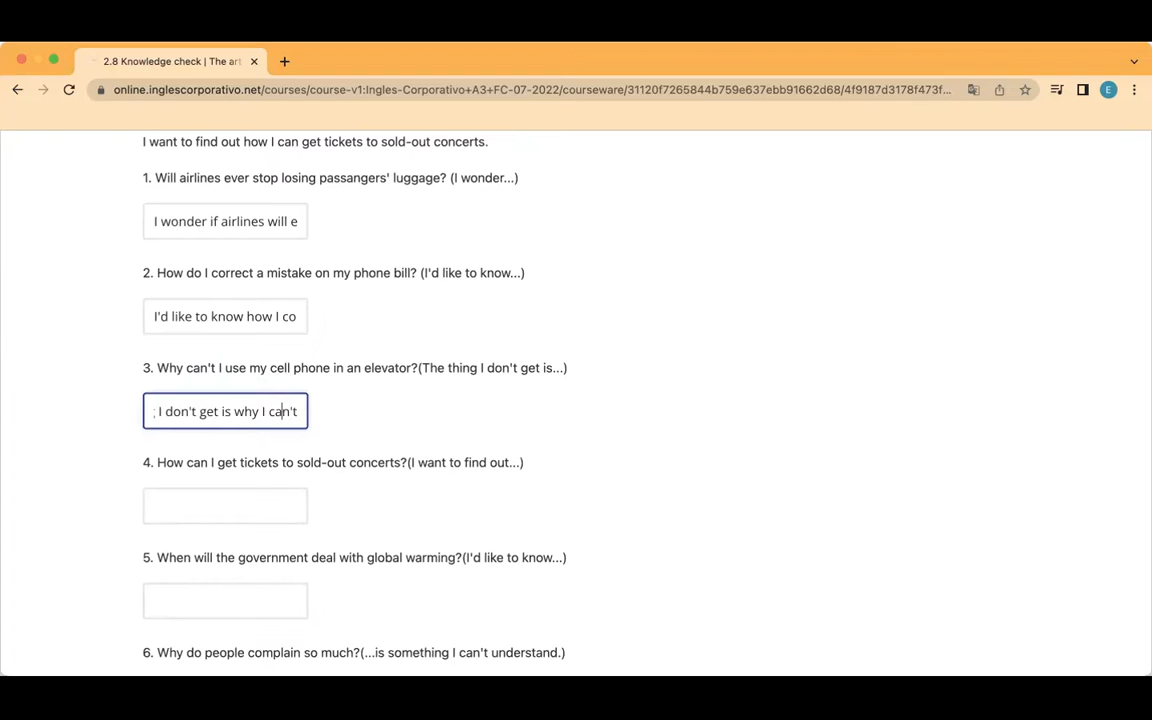 2.8 Knowledge check | The art
online.inglescorporativo.net/courses/course-v1:Ingles-Corporativo+A3+FC-07-2022/courseware/31120f7265844b759e637ebb91662d68/4f9187d3178f473f...
E
I want to find out how I can get tickets to sold-out concerts.
1. Will airlines ever stop losing passangers' luggage? (I wonder...)
I wonder if airlines will e
2. How do I correct a mistake on my phone bill? (I'd like to know...)
I'd like to know how I co
3. Why can't I use my cell phone in an elevator?(The thing I don't get is...)
I don't get is why I can't
4. How can I get tickets to sold-out concerts?(I want to find out...)
5. When will the government deal with global warming?(I'd like to know...)
6. Why do people complain so much?(...is something I can't understand.)